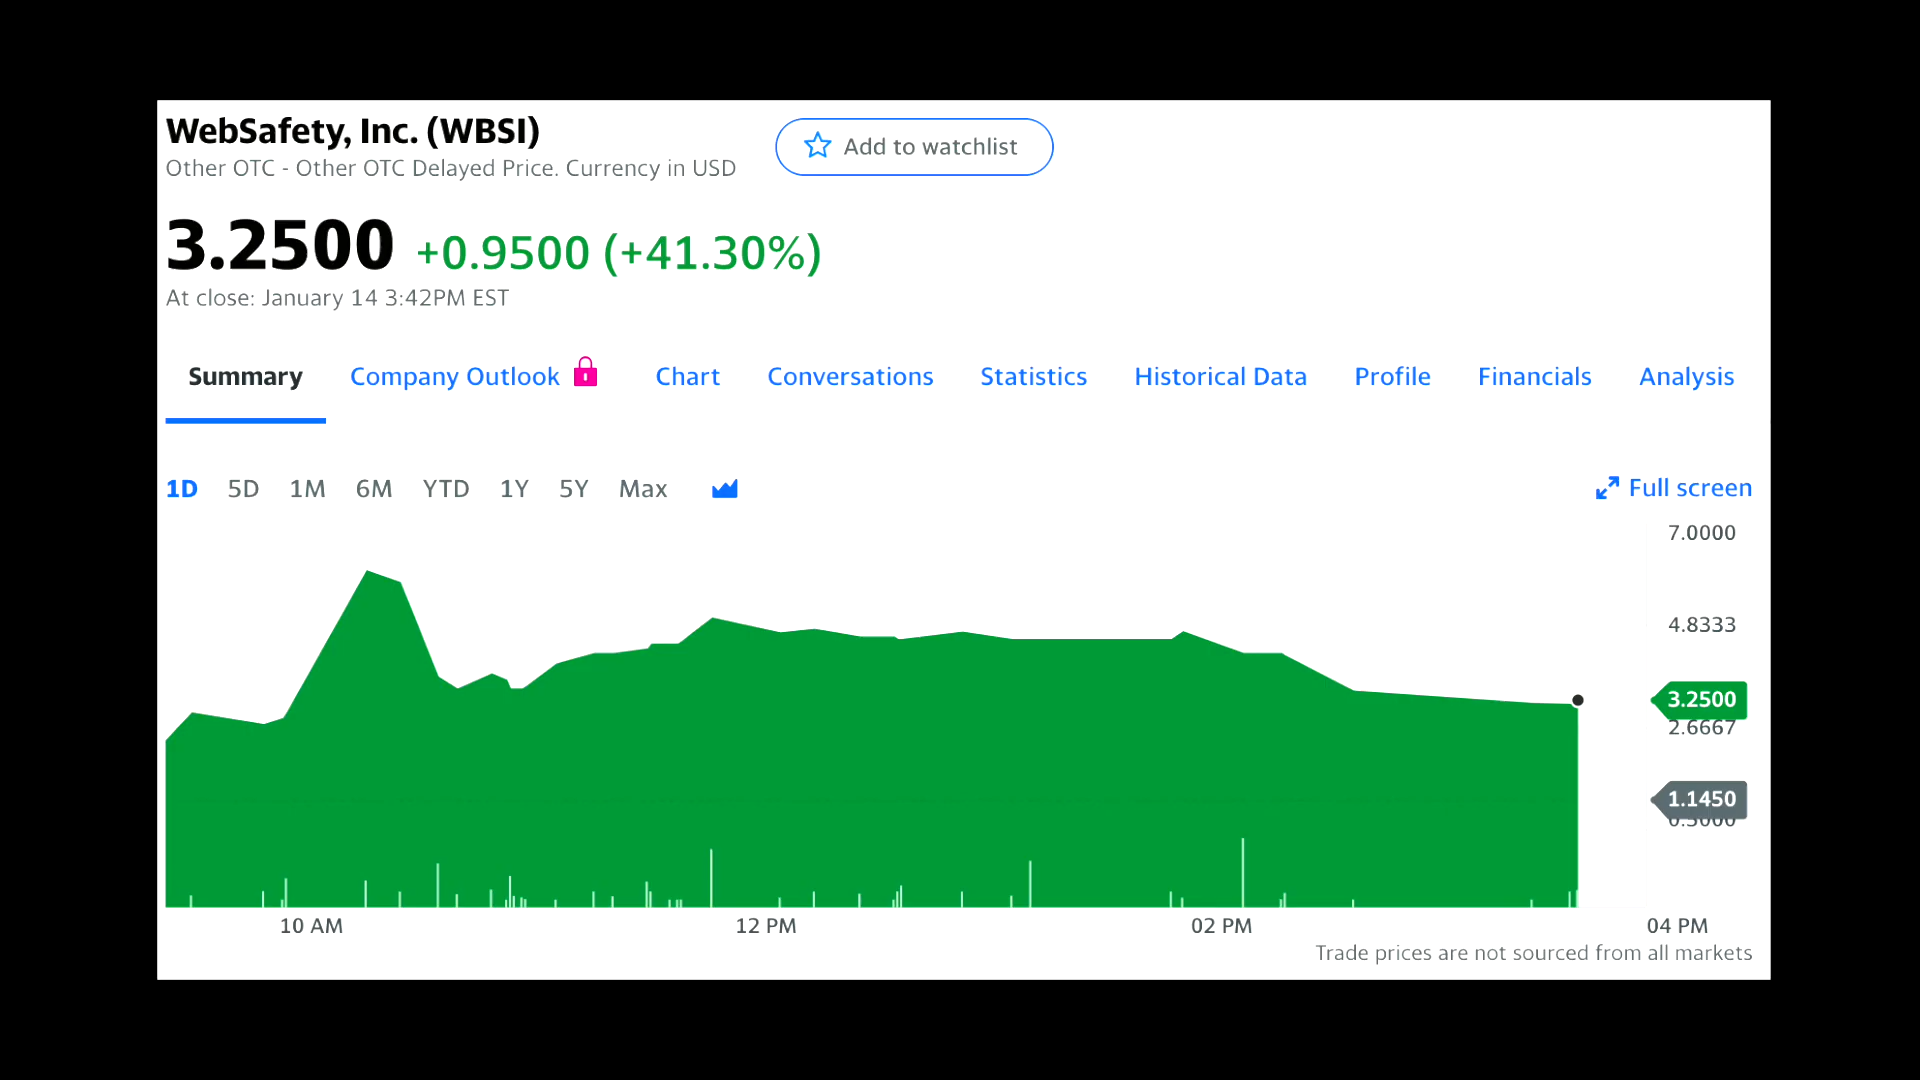 WebSafety, Inc. (WBSI)
Add to watchlist
Other OTC - Other OTC Delayed Price. Currency in USD
3.2500 +0.9500 (+41.30%)
At close: January 14 3:42PM EST
Summary Company Outlook Chart Conversations Statistics Historical Data Profile Financials Analysis
1D 5D 1M 6M YTD 1Y 5Y Max
Full screen
7.0000
4.8333
3.2500
2.6667
1.1450
0.5000
10 AM 12 PM 02 PM 04 PM
Trade prices are not sourced from all markets